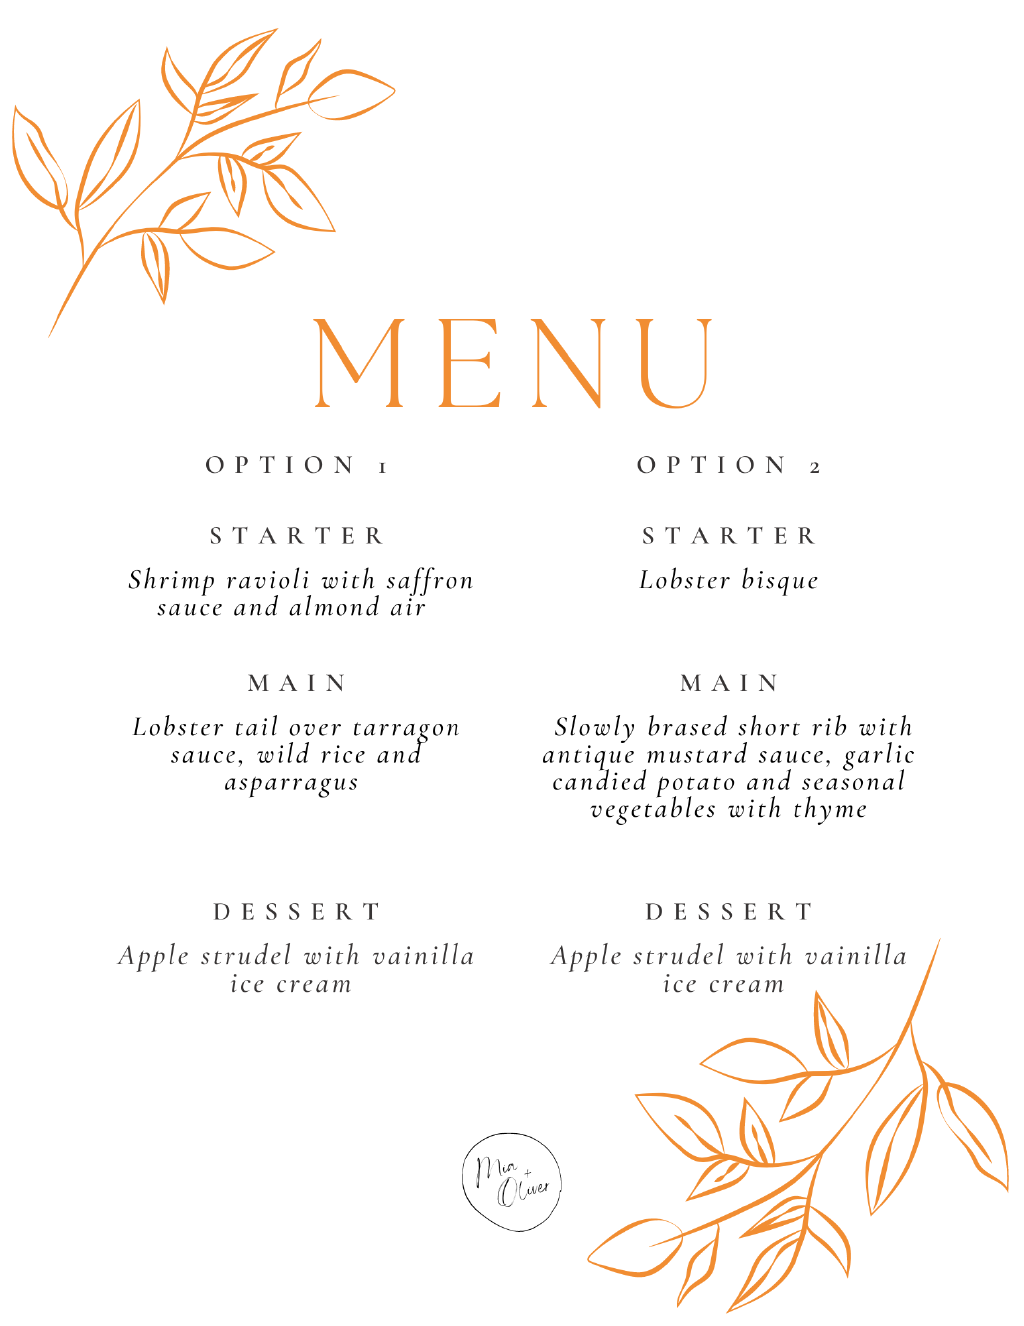 MENU
OPTION 1
STARTER
Shrimp ravioli with saffron
sauce and almond air
MAIN
Lobster tail over tarragon
sauce, wild rice and
asparragus
DESSERT
Apple strudel with vainilla
ice cream
OPTION 2
STARTER
Lobster bisque
MAIN
Slowly brased short rib with
antique mustard sauce, garlic
candied potato and seasonal
vegetables with thyme
DESSERT
Apple strudel with vainilla
ice cream
Mia
+
Oliver